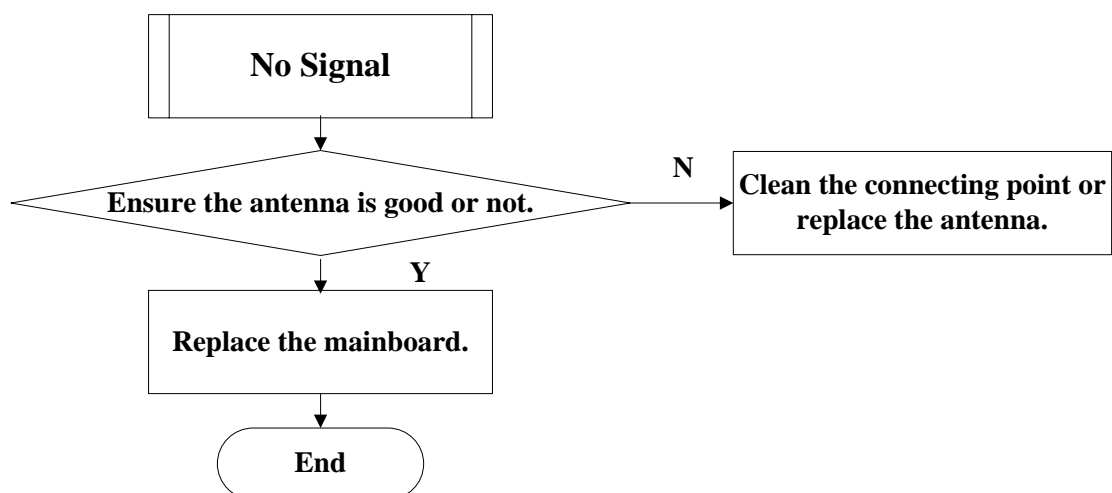 No Signal
Ensure the antenna is good or not.
N
Clean the connecting point or
replace the antenna.
Y
Replace the mainboard.
End